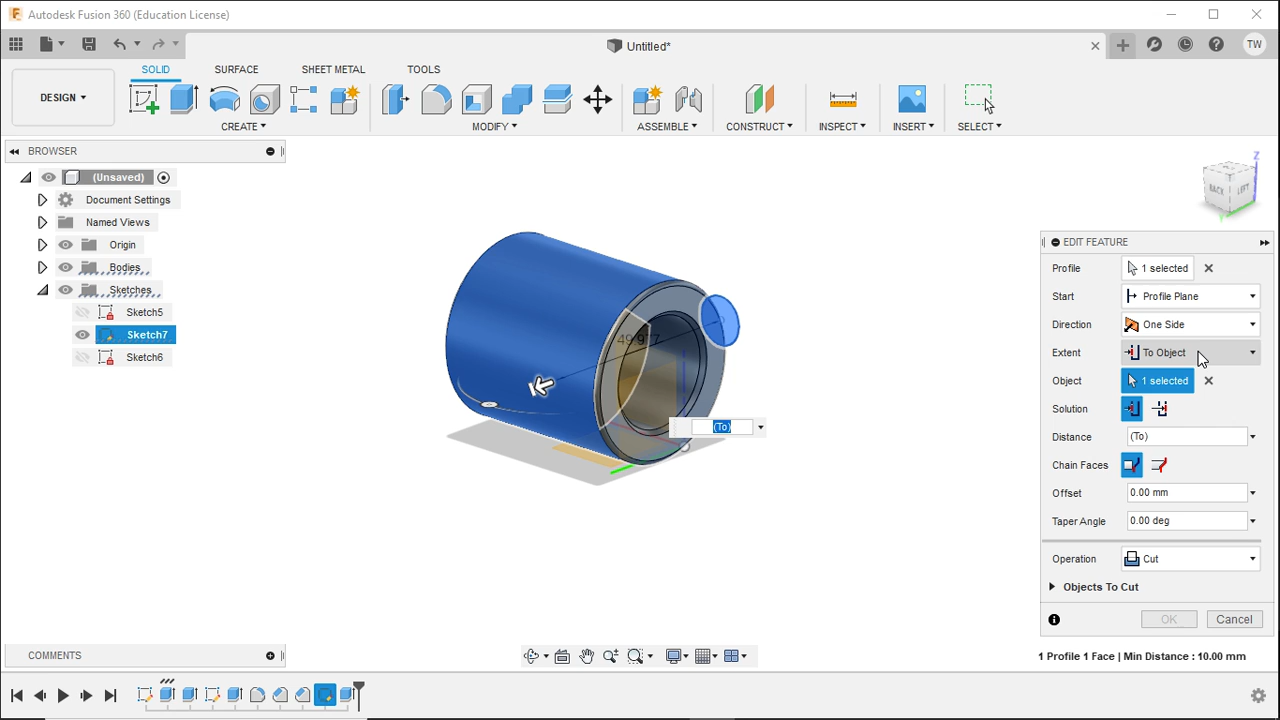 Autodesk Fusion 360 (Education License)
Untitled*
TW
SOLID SURFACE SHEET METAL TOOLS
DESIGN
CREATE MODIFY ASSEMBLE CONSTRUCT INSPECT INSERT SELECT
BROWSER
(Unsaved)
Document Settings
Named Views
Origin
Bodies
Sketches
Sketch5
Sketch7
Sketch6
Z
BACK LEFT
(To)
EDIT FEATURE
Profile 1 selected
Start Profile Plane
Direction One Side
Extent To Object
Object 1 selected
Solution
Distance (To)
Chain Faces
Offset 0.00 mm
Taper Angle 0.00 deg
Operation Cut
Objects To Cut
OK Cancel
COMMENTS
1 Profile 1 Face | Min Distance : 10.00 mm